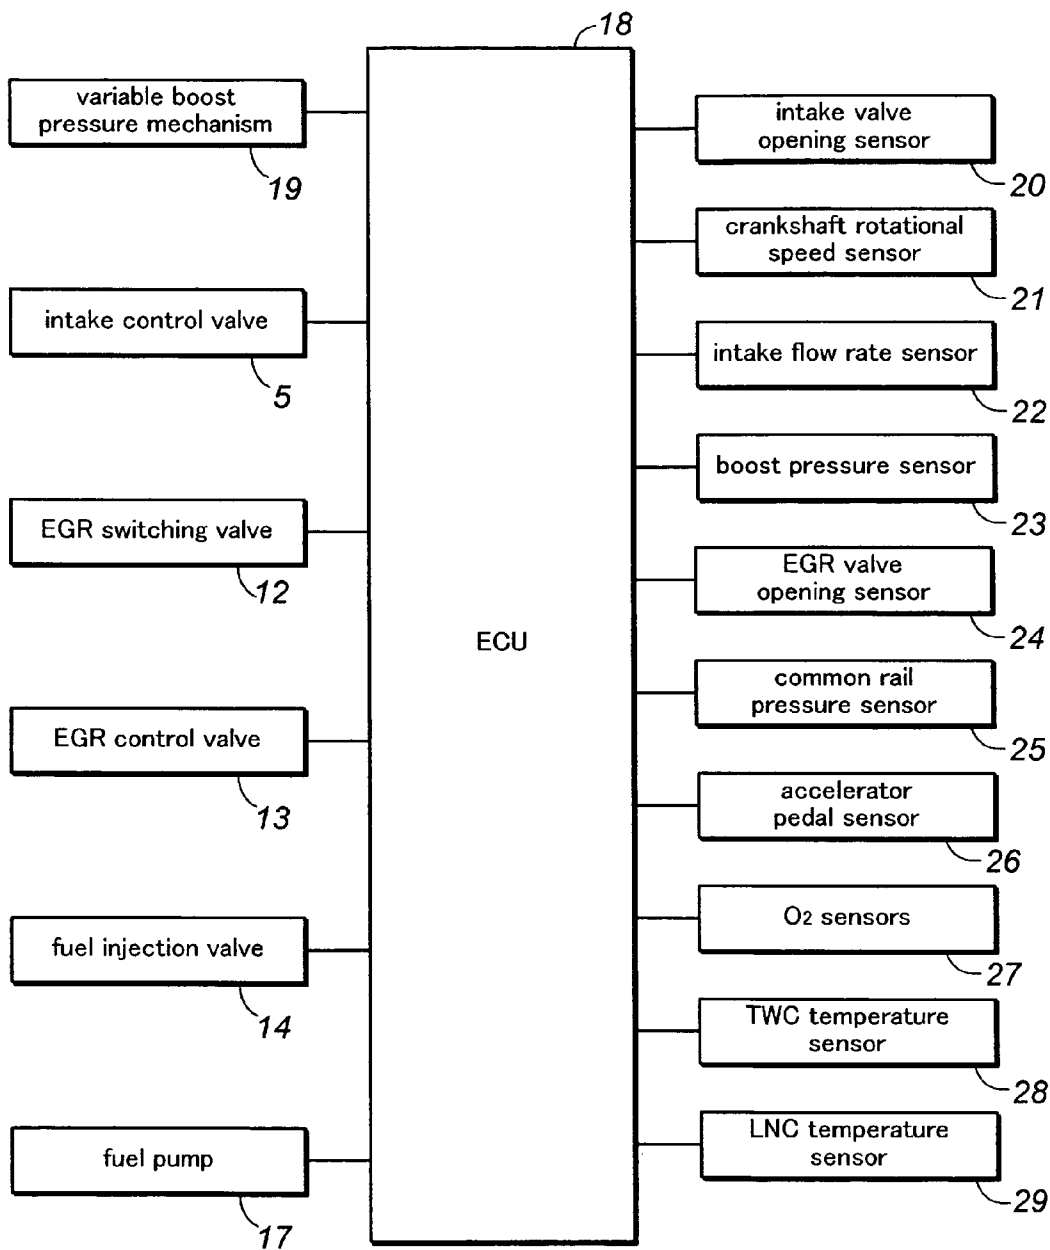 18
variable boost
pressure mechanism
19
intake control valve
5
EGR switching valve
12
EGR control valve
13
fuel injection valve
14
fuel pump
17
ECU
intake valve
opening sensor
20
crankshaft rotational
speed sensor
21
intake flow rate sensor
22
boost pressure sensor
23
EGR valve
opening sensor
24
common rail
pressure sensor
25
accelerator
pedal sensor
26
O2 sensors
27
TWC temperature
sensor
28
LNC temperature
sensor
29